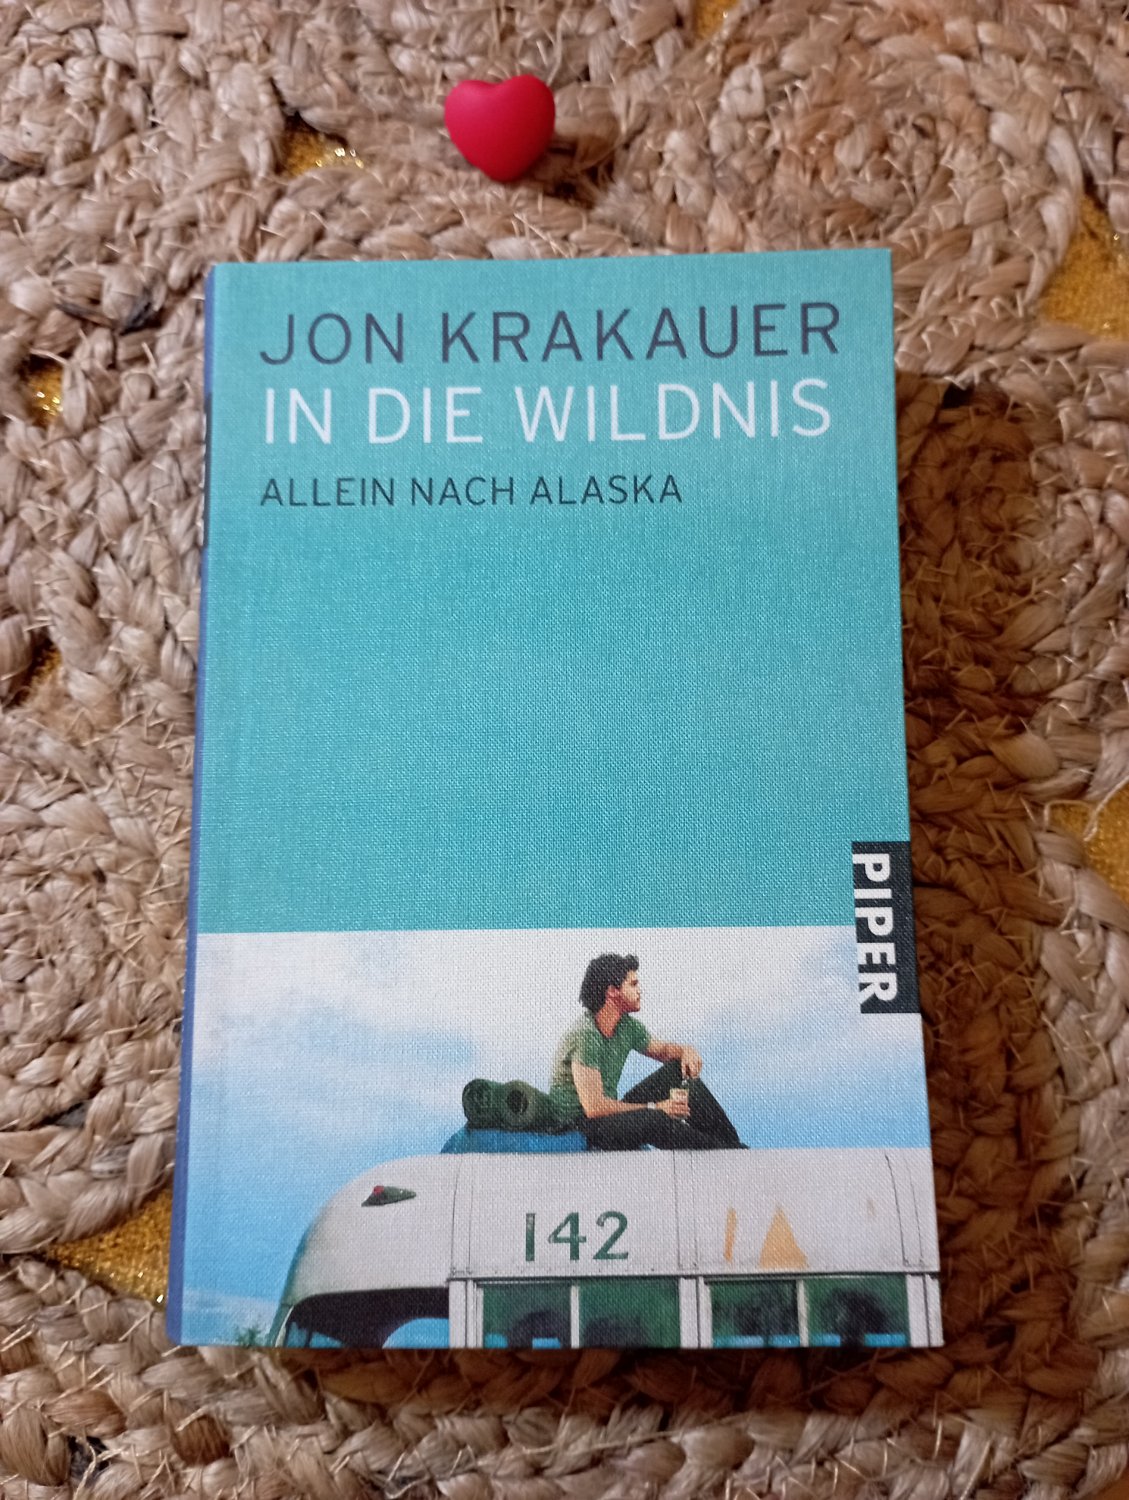 JON KRAKAUER
IN DIE WILDNIS
ALLEIN NACH ALASKA
PIPER
142